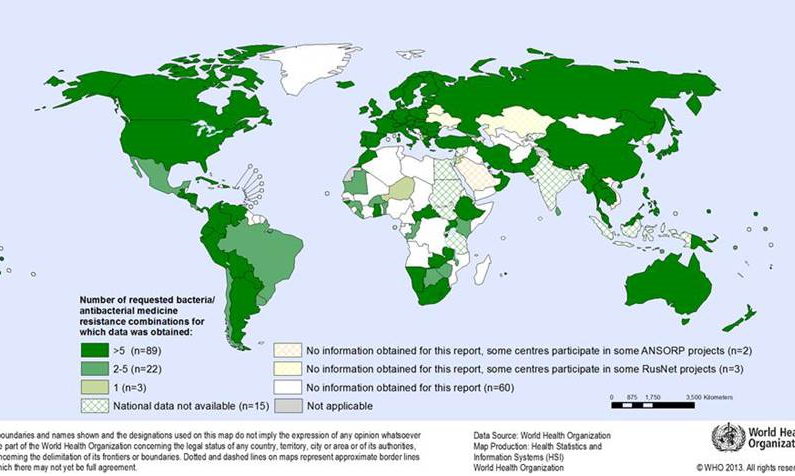 Number of requested bacteria/
antibacterial medicine
resistance combinations for
which data was obtained:
>5 (n=89)
2-5 (n=22)
1 (n=3)
National data not available (n=15)
No information obtained for this report, some centres participate in some ANSORP projects (n=2)
No information obtained for this report, some centres participate in some RusNet projects (n=3)
No information obtained for this report (n=60)
Not applicable
0 875 1,750 3,500 Kilometers
boundaries and names shown and the designations used on this map do not imply the expression of any opinion whatsoever
part of the World Health Organization concerning the legal status of any country, territory, city or area or of its authorities,
concerning the delimitation of its frontiers or boundaries. Dotted and dashed lines on maps represent approximate border lines
which there may not yet be full agreement.
Data Source: World Health Organization
Map Production: Health Statistics and
Information Systems (HSI)
World Health Organization
World Hea
Organizat
© WHO 2013. All rights rese